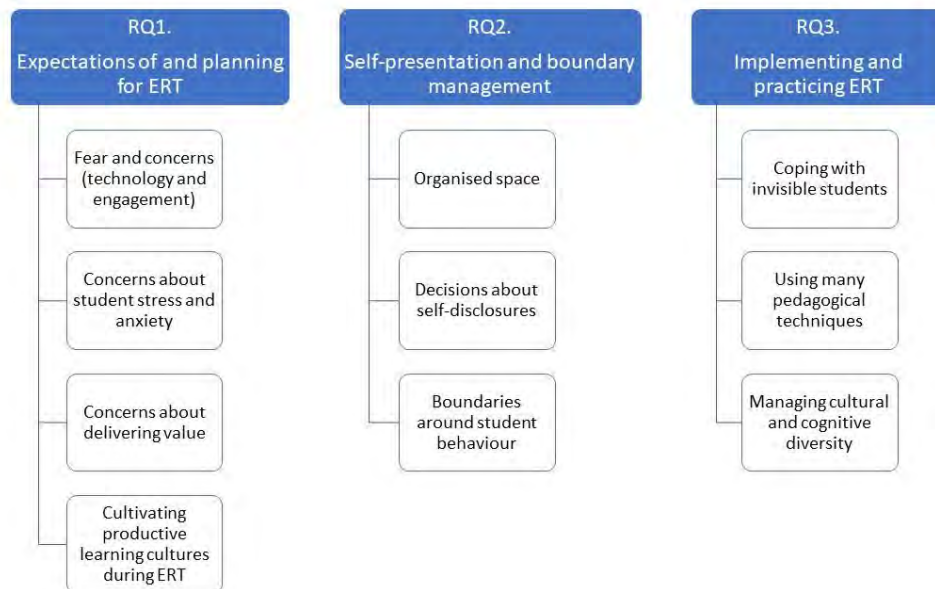 RQ1.
Expectations of and planning
for ERT
Fear and concerns
(technology and
engagement)
Concerns about
student stress and
anxiety
Concerns about
delivering value
Cultivating
productive
learning cultures
during ERT
RQ2.
Self-presentation and boundary
management
Organised space
Decisions about
self-disclosures
Boundaries
around student
behaviour
RQ3.
Implementing and
practicing ERT
Coping with
invisible students
Using many
pedagogical
techniques
Managing cultural
and cognitive
diversity